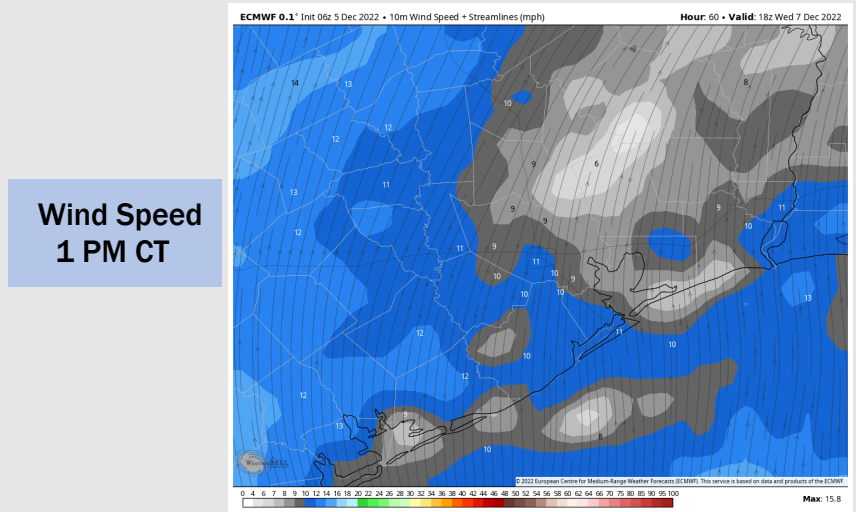 ECMWF 0.1° Init 06z 5 Dec 2022 • 10m Wind Speed + Streamlines (mph) Hour: 60 • Valid: 18z Wed 7 Dec 2022
Wind Speed
1 PM CT
14 13 8
10
12
12
9 6
11
13
9 9 11
9 10
12
11 9
11
10 10 9
10 10 13
11
12 10
10
12
12
9
13 8
10
WeatherBELL
© 2022 European Centre for Medium-Range Weather Forecasts (ECMWF). This service is based on data and products of the ECMWF.
0 4 6 7 8 9 10 12 14 16 18 20 22 24 26 28 30 32 34 36 38 40 42 44 46 48 50 52 54 56 58 60 62 64 66 70 75 80 85 90 95 100
Max: 15.8